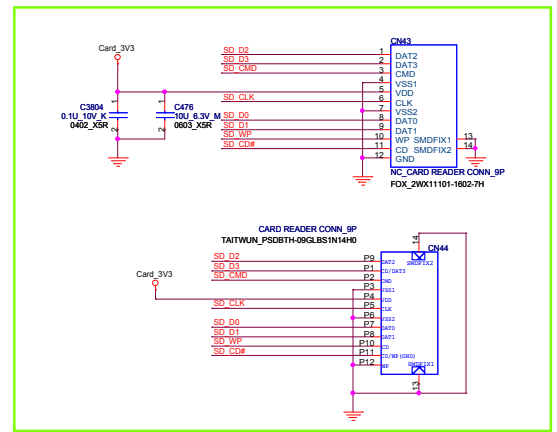 CN43
Card_3V3
SD_D2 1 DAT2
SD_D3 2 DAT3
SD_CMD 3 CMD
4 VSS1
5 VDD
SD_CLK 6 CLK
7 VSS2
SD_D0 8 DAT0
SD_D1 9 DAT1
SD_WP 10 WP SMDFIX1 13
SD_CD# 11 CD SMDFIX2 14
12 GND
C3804
0.1U_10V_K
0402_X5R
1
2
C476
10U_6.3V_M
0603_X5R
1
2
NC_CARD READER CONN_9P
FOX_2WX11101-1602-7H
CARD READER CONN_9P
TAITWUN_PSDBTH-09GLBS1N14H0
14
CN44
Card_3V3
SD_D2 P9 DAT2 SMDFIX2
SD_D3 P1 CD/DAT3
SD_CMD P2 CMD
P3 VSS1
P4 VDD
SD_CLK P5 CLK
P6 VSS2
SD_D0 P7 DAT0
SD_D1 P8 DAT1
SD_WP P10 CD
SD_CD# P11 CD/WP(GND)
P12 WP SMDFIX1
13